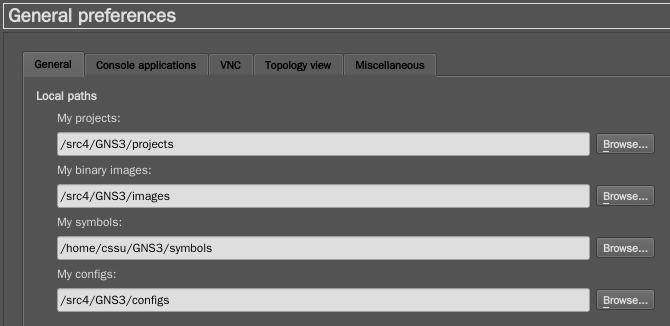 General preferences
General Console applications VNC Topology view Miscellaneous
Local paths
My projects:
/src4/GNS3/projects Browse...
My binary images:
/src4/GNS3/images Browse...
My symbols:
/home/cssu/GNS3/symbols Browse...
My configs:
/src4/GNS3/configs Browse...